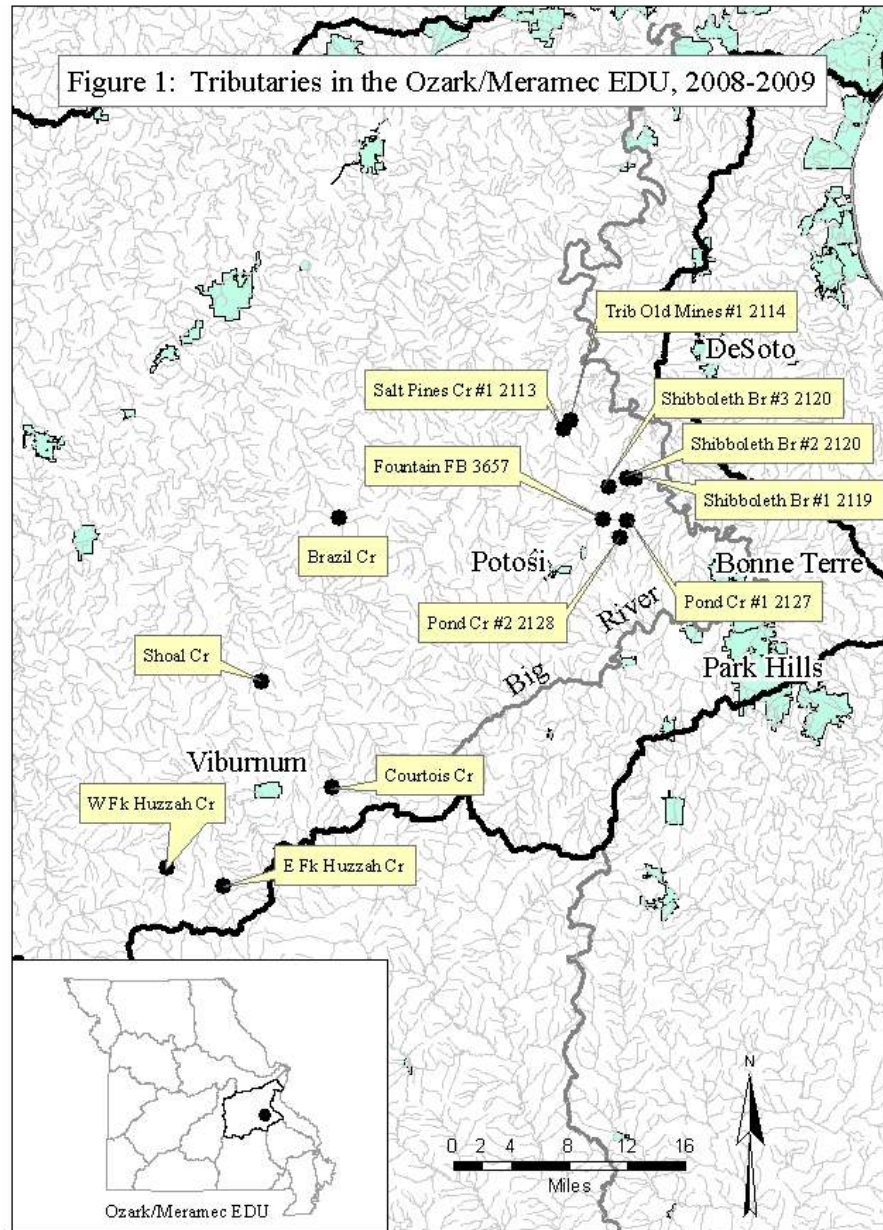 Figure 1: Tributaries in the Ozark/Meramec EDU, 2008-2009
Trib Old Mines #1 2114
DeSoto
Salt Pines Cr #1 2113
Shibboleth Br #3 2120
Shibboleth Br #2 2120
Fountain FB 3657
Shibboleth Br #1 2119
Brazil Cr
Potosi
Bonne Terre
Pond Cr #1 2127
Pond Cr #2 2128
Big River
Shoal Cr
Park Hills
Viburnum
Courtois Cr
W Fk Huzzah Cr
E Fk Huzzah Cr
N
0 2 4 8 12 16
Miles
Ozark/Meramec EDU